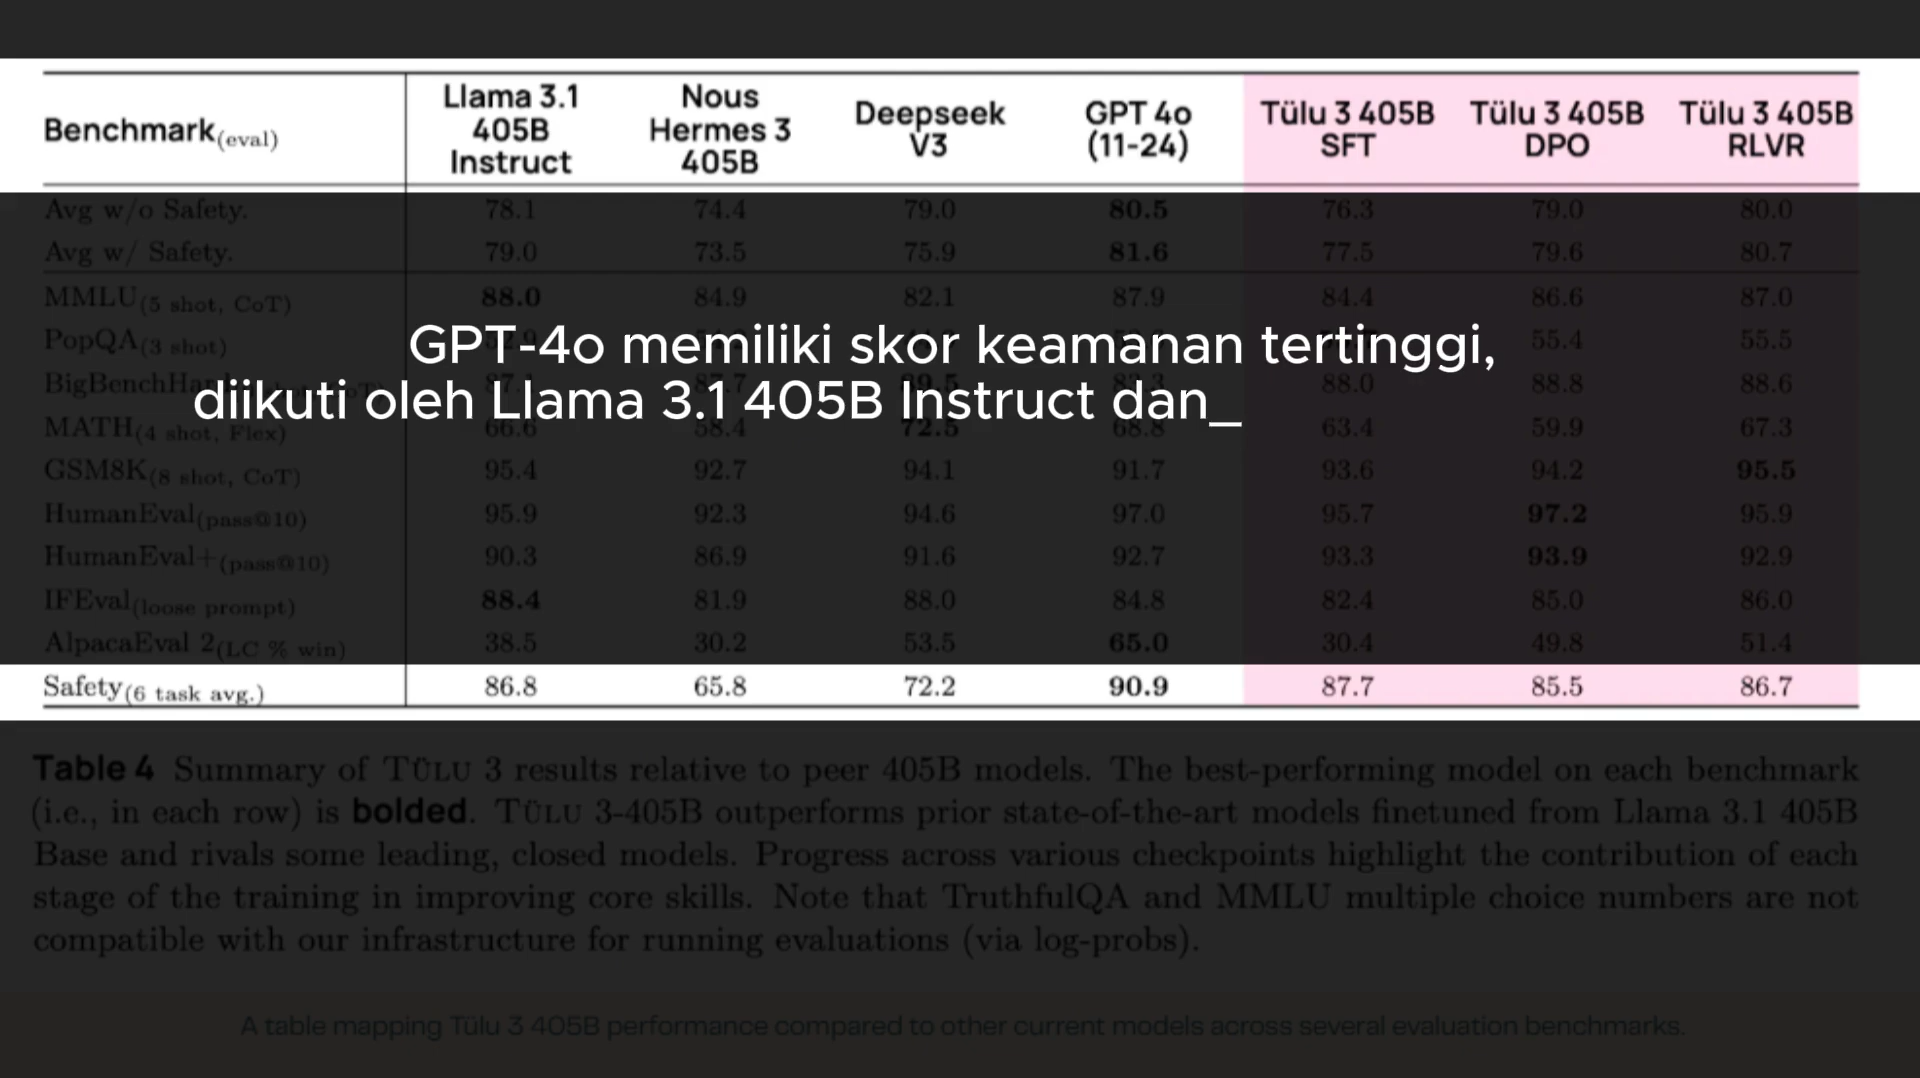 Benchmark(eval) Llama 3.1 405B Instruct Nous Hermes 3 405B Deepseek V3 GPT 4o (11-24) Tülu 3 405B SFT Tülu 3 405B DPO Tülu 3 405B RLVR
Avg w/o Safety. 78.1 74.4 79.0 80.5 76.3 79.0 80.0
Avg w/ Safety. 79.0 73.5 75.9 81.6 77.5 79.6 80.7
MMLU(5 shot, CoT) 88.0 84.9 82.1 87.9 84.4 86.6 87.0
GPT-4o memiliki skor keamanan tertinggi,
diikuti oleh Llama 3.1 405B Instruct dan_
PopQA(3 shot) 55.4 55.5
88.0 88.8 88.6
MATH(4 shot, Flex) 66.6 58.4 72.5 68.8 63.4 59.9 67.3
GSM8K(8 shot, CoT) 95.4 92.7 94.1 91.7 93.6 94.2 95.5
HumanEval(pass@10) 95.9 92.3 94.6 97.0 95.7 97.2 95.9
HumanEval+(pass@10) 90.3 86.9 91.6 92.7 93.3 93.9 92.9
IFEval(loose prompt) 88.4 81.9 88.0 84.8 82.4 85.0 86.0
AlpacaEval 2(LC % win) 38.5 30.2 53.5 65.0 30.4 49.8 51.4
Safety(6 task avg.) 86.8 65.8 72.2 90.9 87.7 85.5 86.7
Table 4 Summary of TÜLU 3 results relative to peer 405B models. The best-performing model on each benchmark
(i.e., in each row) is bolded. TÜLU 3-405B outperforms prior state-of-the-art models finetuned from Llama 3.1 405B
Base and rivals some leading, closed models. Progress across various checkpoints highlight the contribution of each
stage of the training in improving core skills. Note that TruthfulQA and MMLU multiple choice numbers are not
compatible with our infrastructure for running evaluations (via log-probs).
A table mapping Tülu 3 405B performance compared to other current models across several evaluation benchmarks.